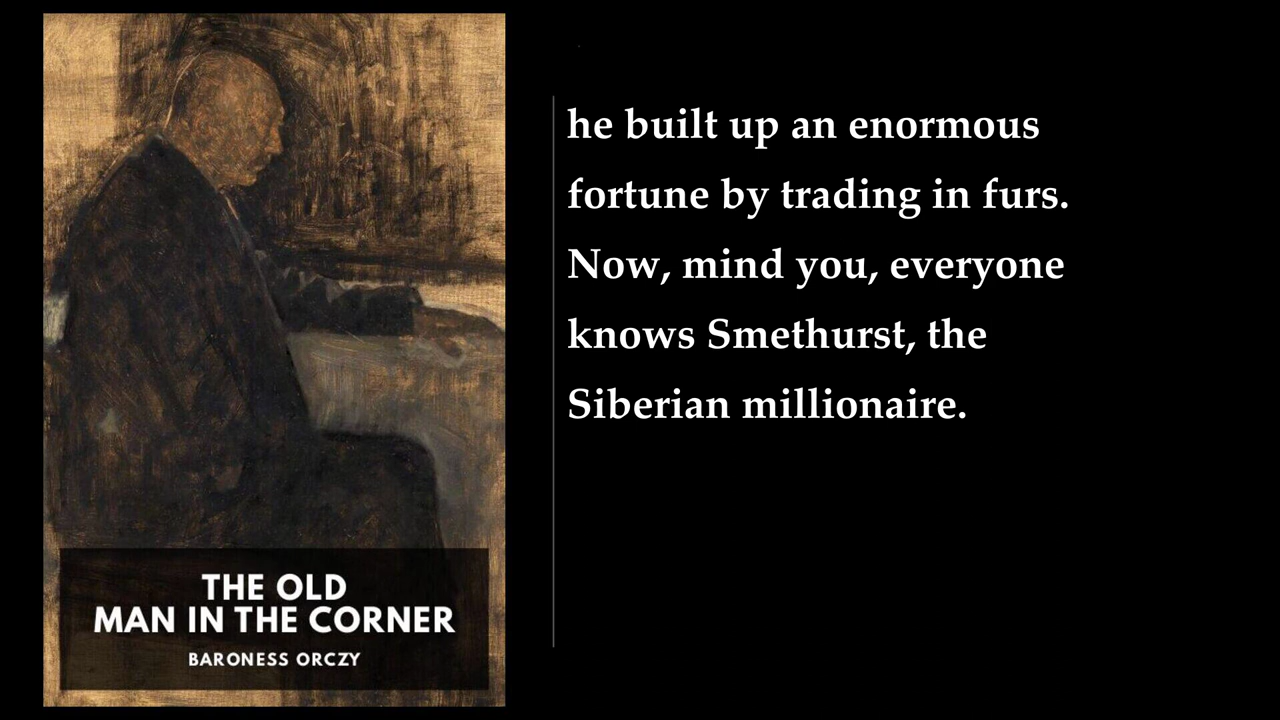 he built up an enormous
fortune by trading in furs.
Now, mind you, everyone
knows Smethurst, the
Siberian millionaire.
THE OLD
MAN IN THE CORNER
BARONESS ORCZY